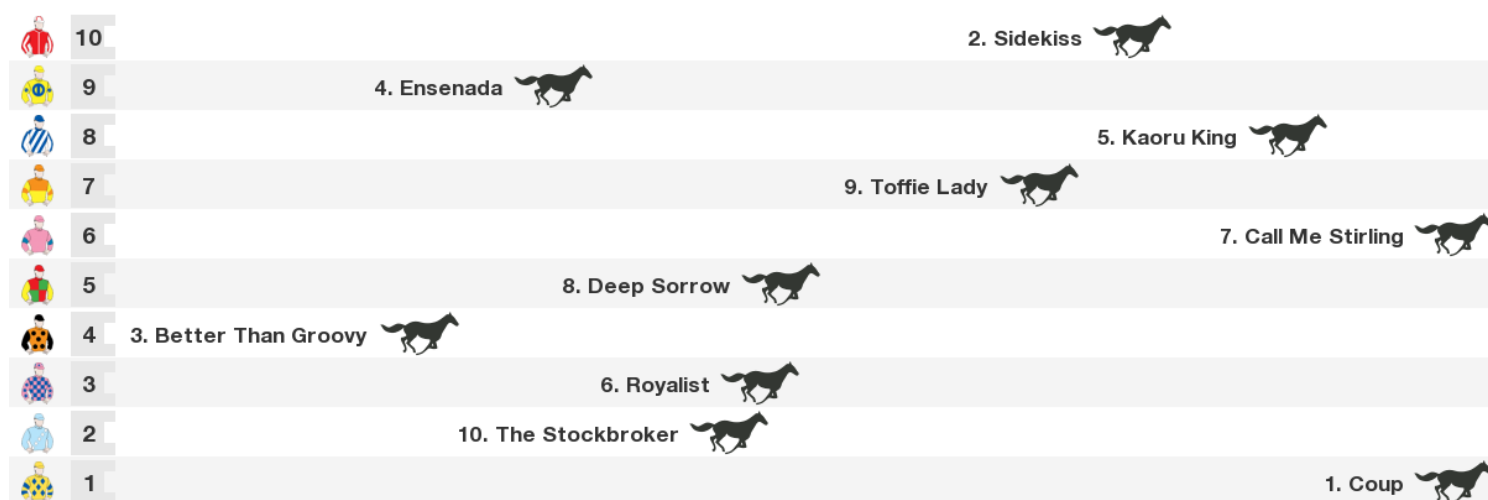 10 2. Sidekiss
9 4. Ensenada
8 5. Kaoru King
7 9. Toffie Lady
6 7. Call Me Stirling
5 8. Deep Sorrow
4 3. Better Than Groovy
3 6. Royalist
2 10. The Stockbroker
1 1. Coup